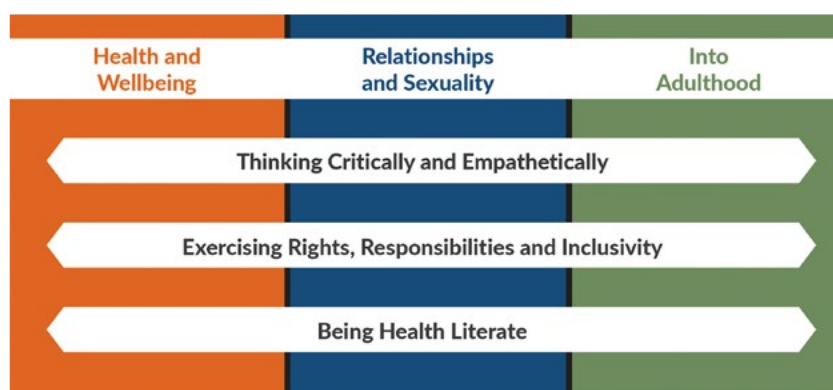 Health and
Wellbeing
Relationships
and Sexuality
Into
Adulthood
Thinking Critically and Empathetically
Exercising Rights, Responsibilities and Inclusivity
Being Health Literate